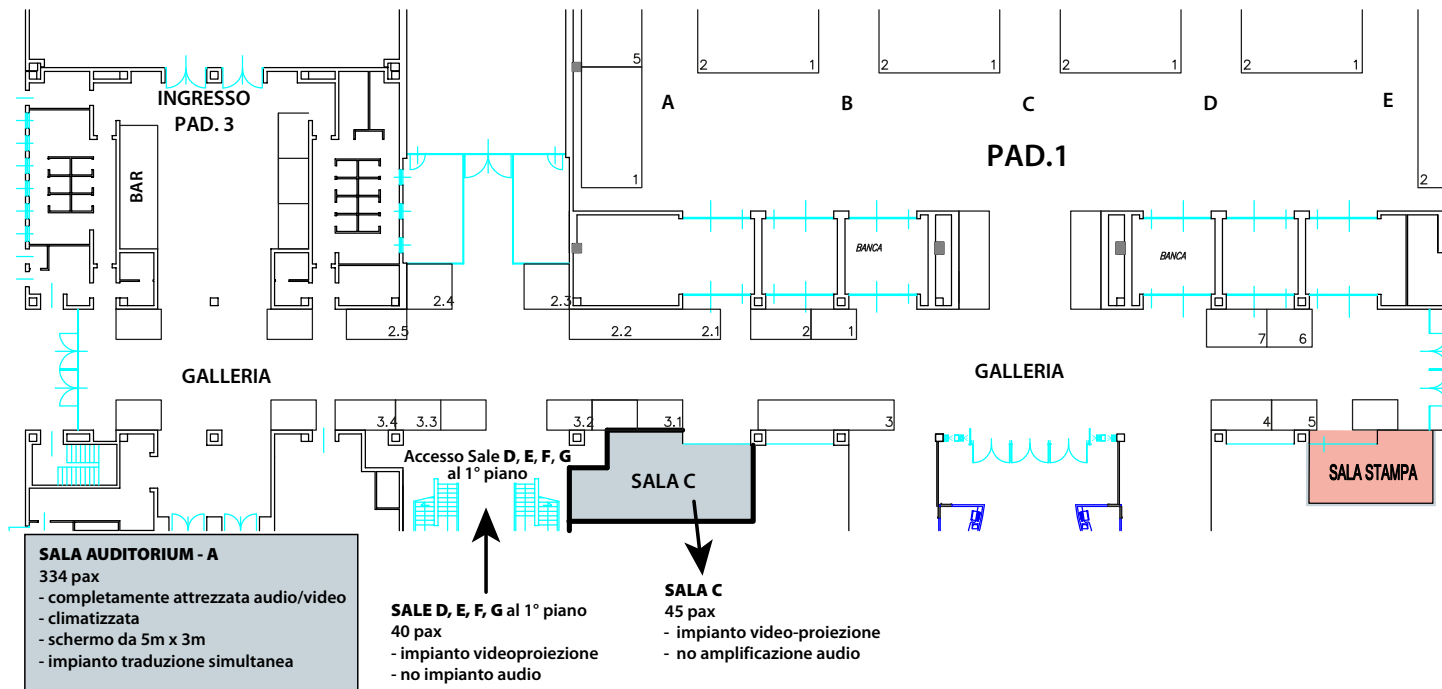 5
2 1
2 1
2 1
2 1
INGRESSO
PAD. 3
A
B
C
D
E
PAD.1
BAR
1
2
BANCA
BANCA
2.4
2.3
2.5
2.2
2.1
2
1
7
6
GALLERIA
GALLERIA
3.4
3.3
3.2
3.1
3
4
5
Accesso Sale D, E, F, G
al 1° piano
SALA C
SALA STAMPA
SALA AUDITORIUM - A
334 pax
- completamente attrezzata audio/video
- climatizzata
- schermo da 5m x 3m
- impianto traduzione simultanea
SALE D, E, F, G al 1° piano
40 pax
- impianto videoproiezione
- no impianto audio
SALA C
45 pax
- impianto video-proiezione
- no amplificazione audio